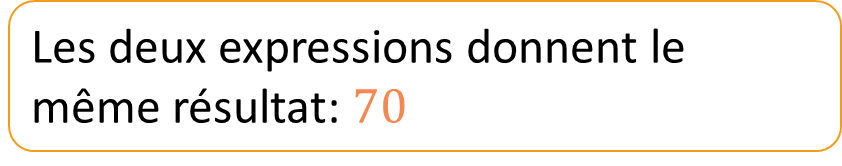 Les deux expressions donnent le
même résultat: 70